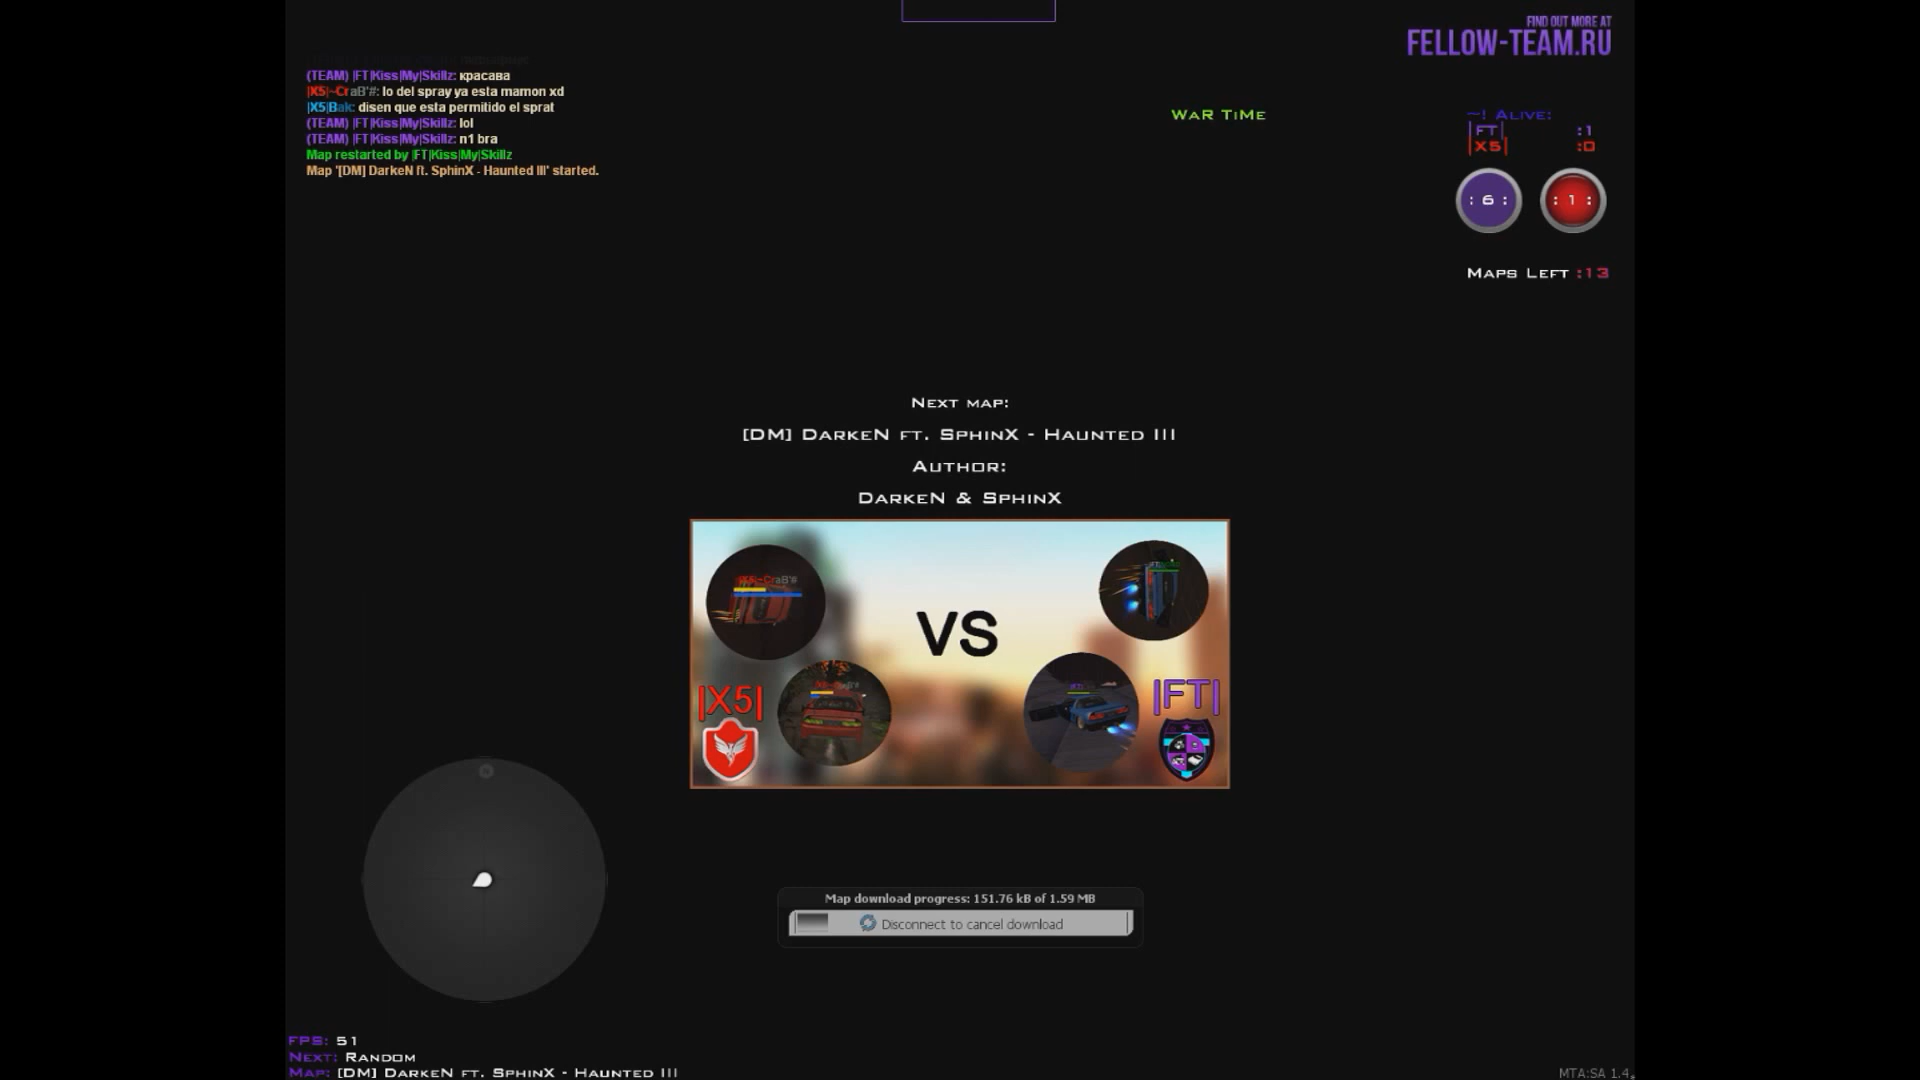 FIND OUT MORE AT
FELLOW-TEAM.RU
(TEAM) |FT|Kiss|My|Skillz: красава
|X5|~CraB'#: lo del spray ya esta mamon xd
|X5|Bak: disen que esta permitido el sprat
(TEAM) |FT|Kiss|My|Skillz: lol
(TEAM) |FT|Kiss|My|Skillz: n1 bra
Map restarted by |FT|Kiss|My|Skillz
Map '[DM] DarkeN ft. SphinX - Haunted III' started.
WaR TiMe
~! Alive:
|FT| :1
|X5| :0
: 6 : : 1 :
Maps Left :13
Next map:
[DM] DarkeN ft. SphinX - Haunted III
Author:
DarkeN & SphinX
|X5|~CraB'#
VS
|X5|
|FT|
Map download progress: 151.76 kB of 1.59 MB
Disconnect to cancel download
FPS: 51
Next: Random
Map: [DM] DarkeN ft. SphinX - Haunted III
MTA:SA 1.4